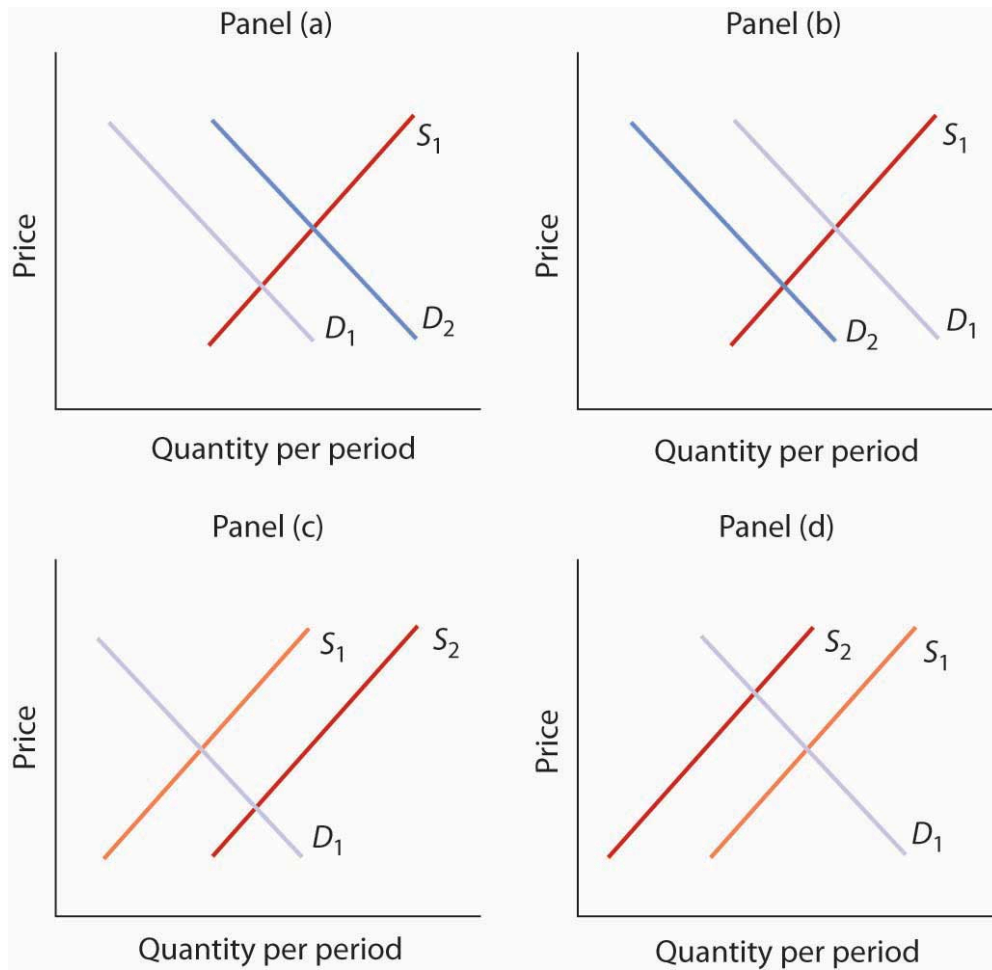 Panel (a)
Price
S1
D1
D2
Quantity per period
Panel (b)
Price
S1
D2
D1
Quantity per period
Panel (c)
Price
S1
S2
D1
Quantity per period
Panel (d)
Price
S2
S1
D1
Quantity per period